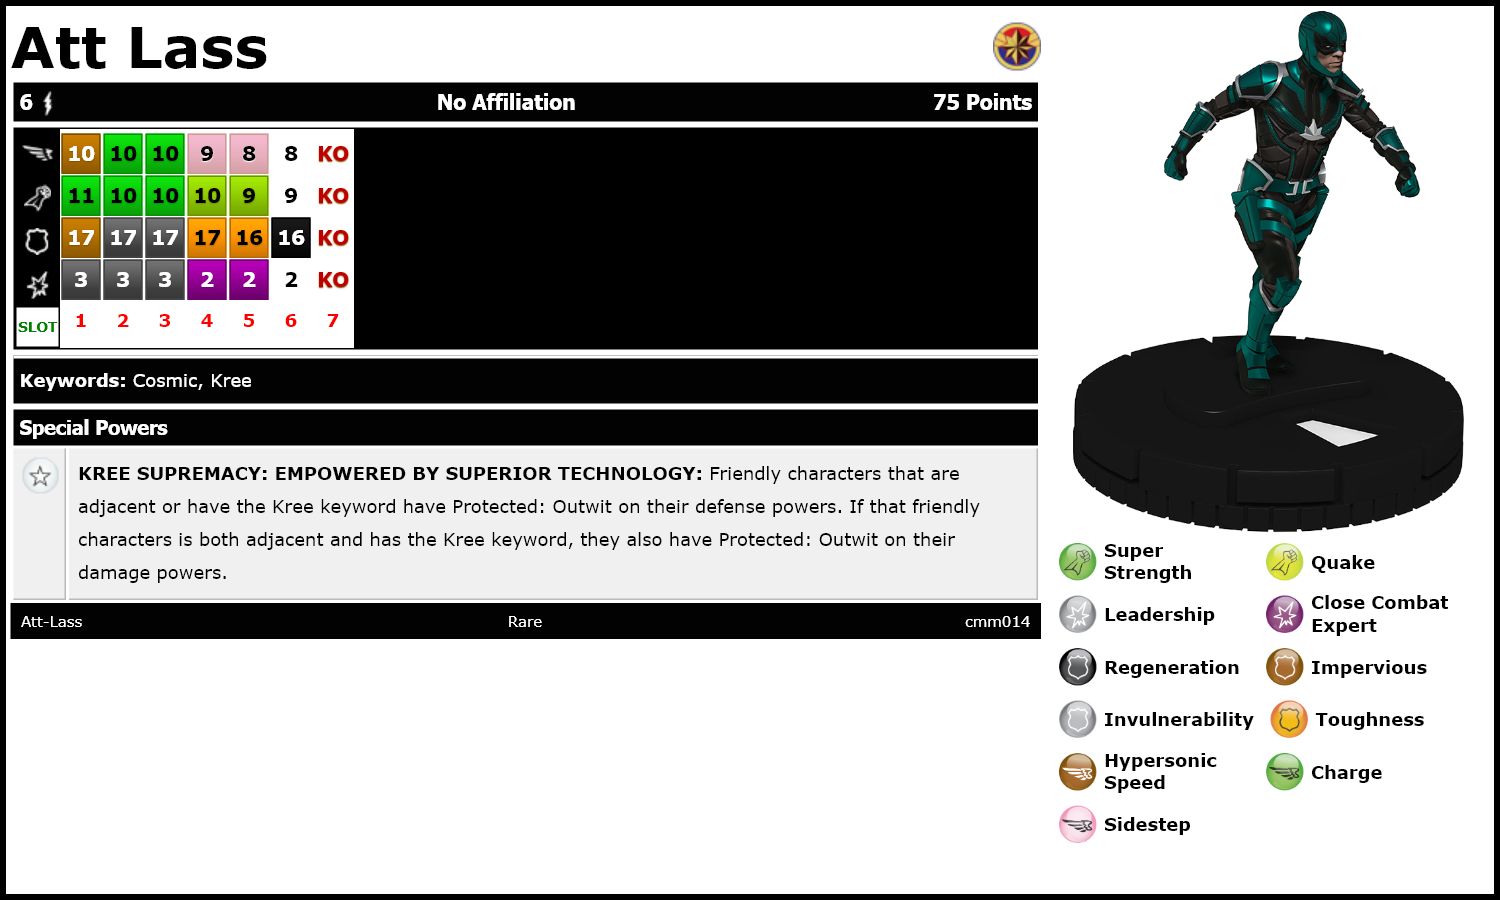 Att Lass
6 No Affiliation 75 Points
10 10 10 9 8 8 KO
11 10 10 10 9 9 KO
17 17 17 17 16 16 KO
3 3 3 2 2 2 KO
SLOT 1 2 3 4 5 6 7
Keywords: Cosmic, Kree
Special Powers
KREE SUPREMACY: EMPOWERED BY SUPERIOR TECHNOLOGY: Friendly characters that are
adjacent or have the Kree keyword have Protected: Outwit on their defense powers. If that friendly
characters is both adjacent and has the Kree keyword, they also have Protected: Outwit on their
damage powers.
Att-Lass Rare cmm014
Super
Strength
Quake
Leadership
Close Combat
Expert
Regeneration
Impervious
Invulnerability
Toughness
Hypersonic
Speed
Charge
Sidestep